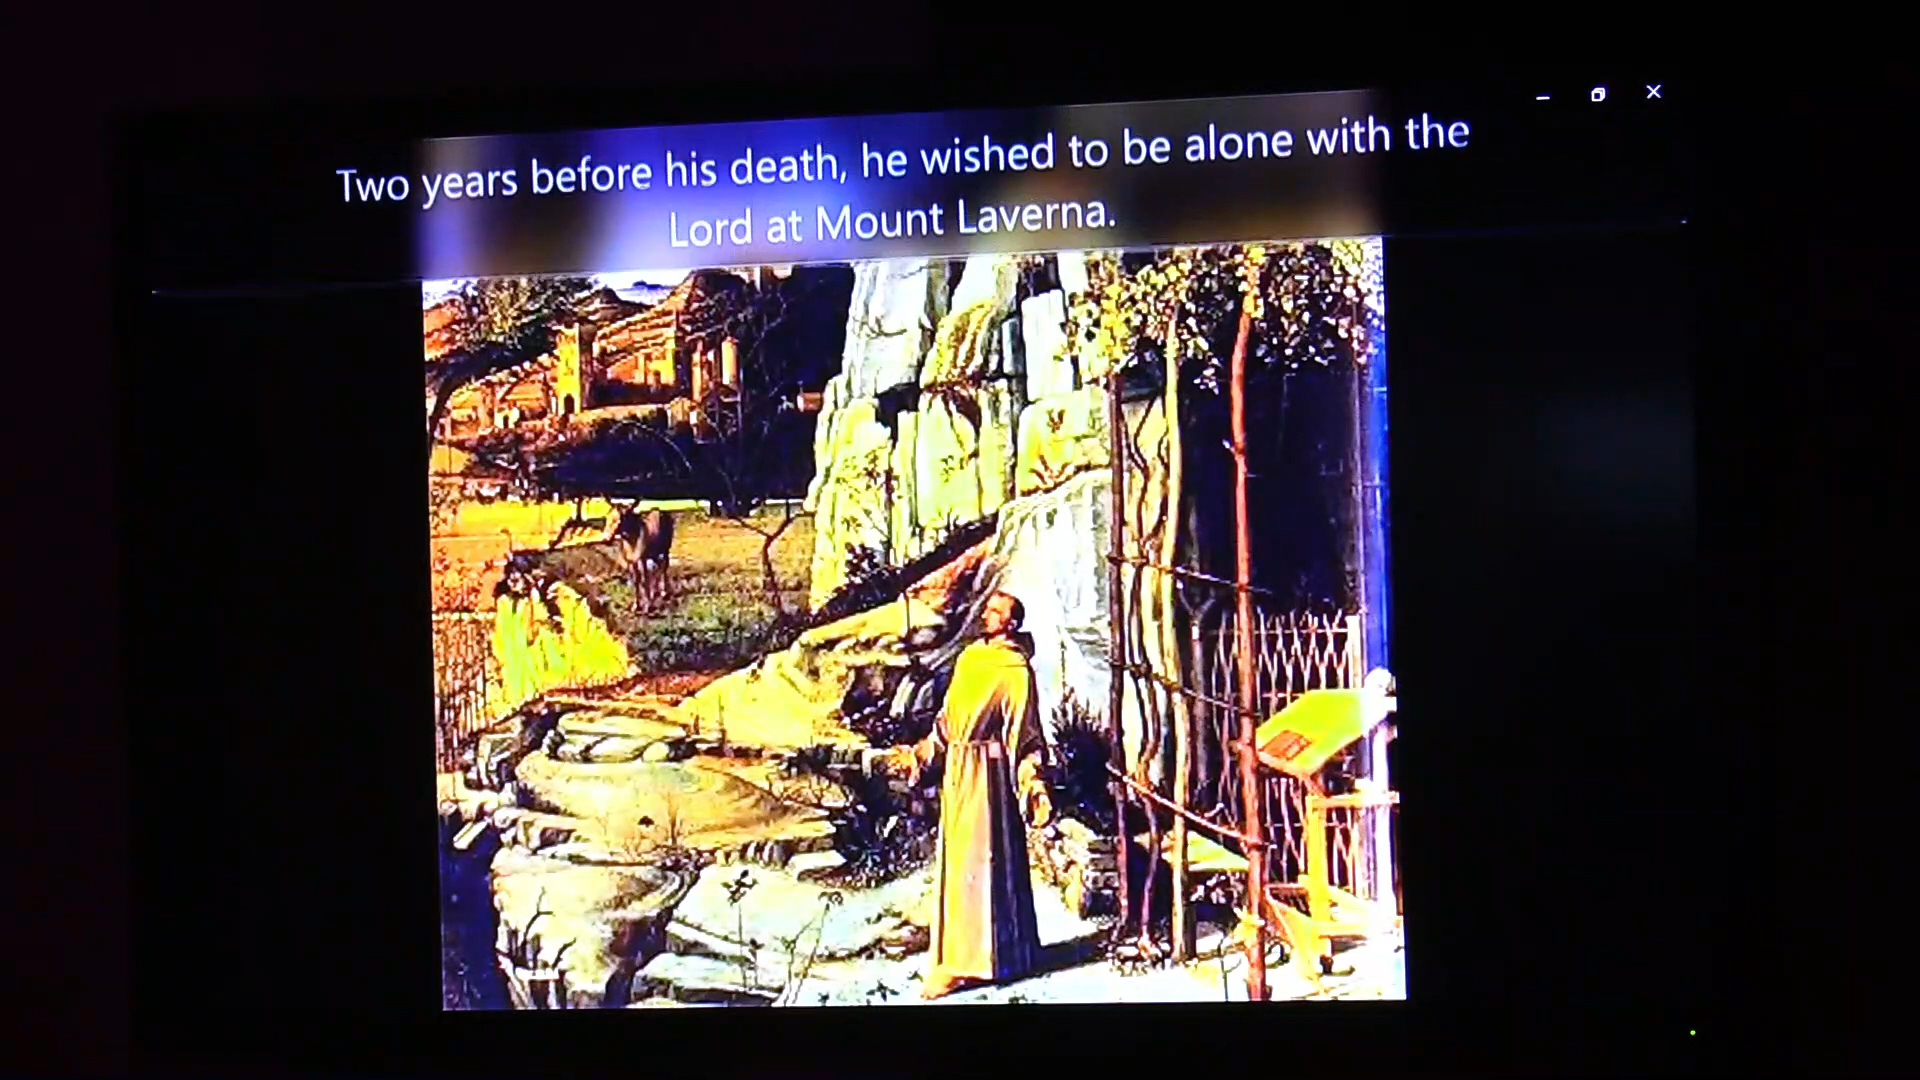 Two years before his death, he wished to be alone with the
Lord at Mount Laverna.